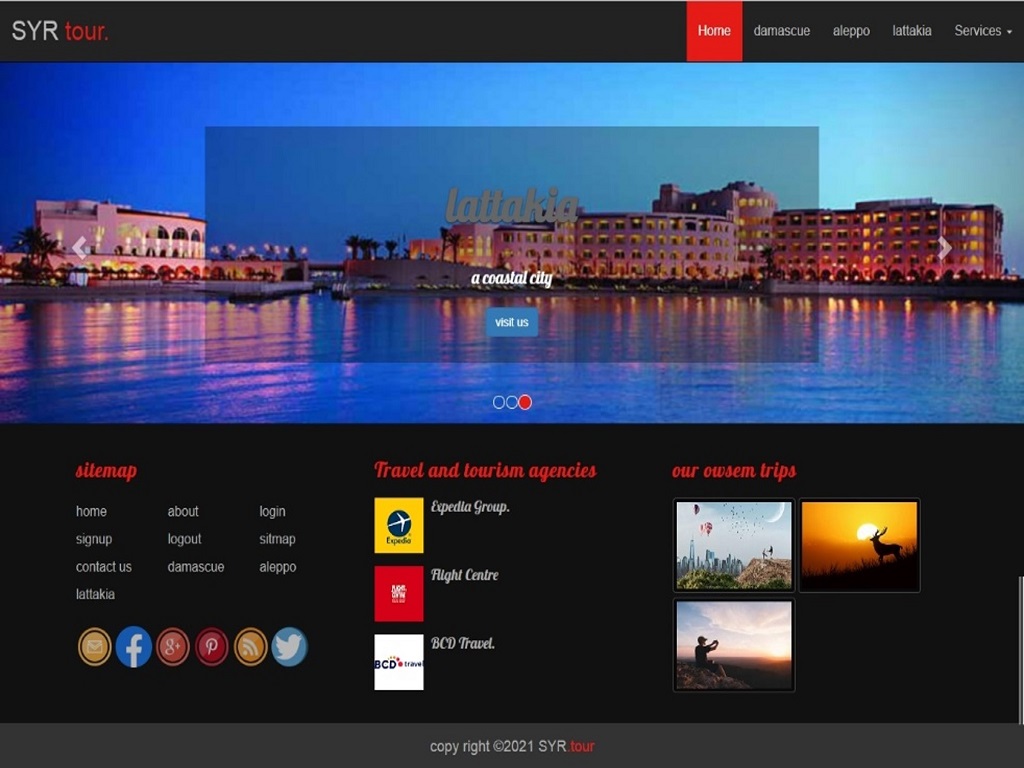 SYR tour.
Home damascue aleppo lattakia Services
lattakia
a coastal city
visit us
sitemap
home about login
signup logout sitmap
contact us damascue aleppo
lattakia
Travel and tourism agencies
Expedia Group.
Expedia
Flight Centre
BCD Travel.
BCD travel
our owsem trips
copy right ©2021 SYR.tour